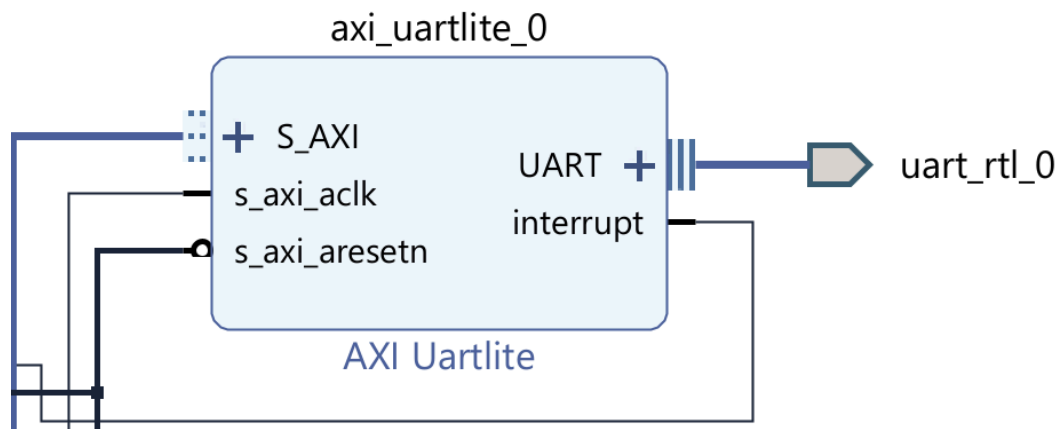 axi_uartlite_0
S_AXI
s_axi_aclk
s_axi_aresetn
UART
interrupt
uart_rtl_0
AXI Uartlite